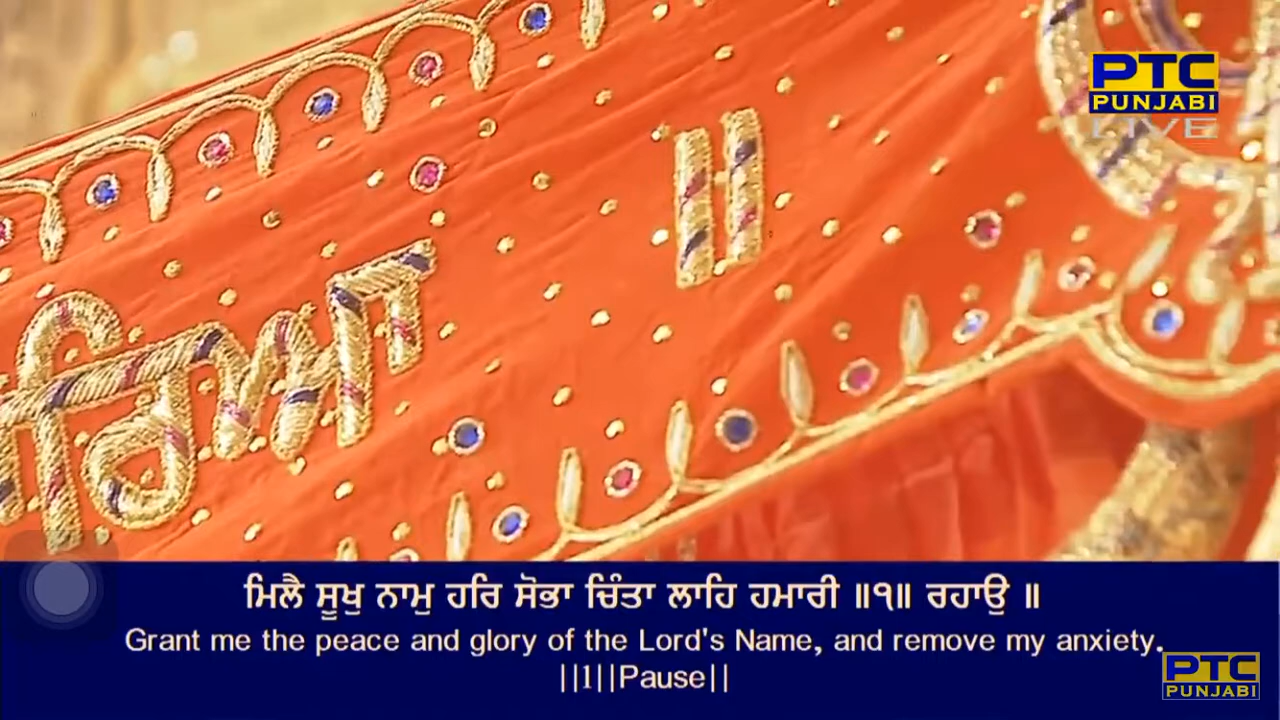 PTC
PUNJABI
LIVE
॥
ਮਿਲੈ ਸੂਖੁ ਨਾਮੁ ਹਰਿ ਸੋਭਾ ਚਿੰਤਾ ਲਾਹਿ ਹਮਾਰੀ ॥੧॥ ਰਹਾਉ ॥
Grant me the peace and glory of the Lord's Name, and remove my anxiety.
||1||Pause||
PTC
PUNJABI